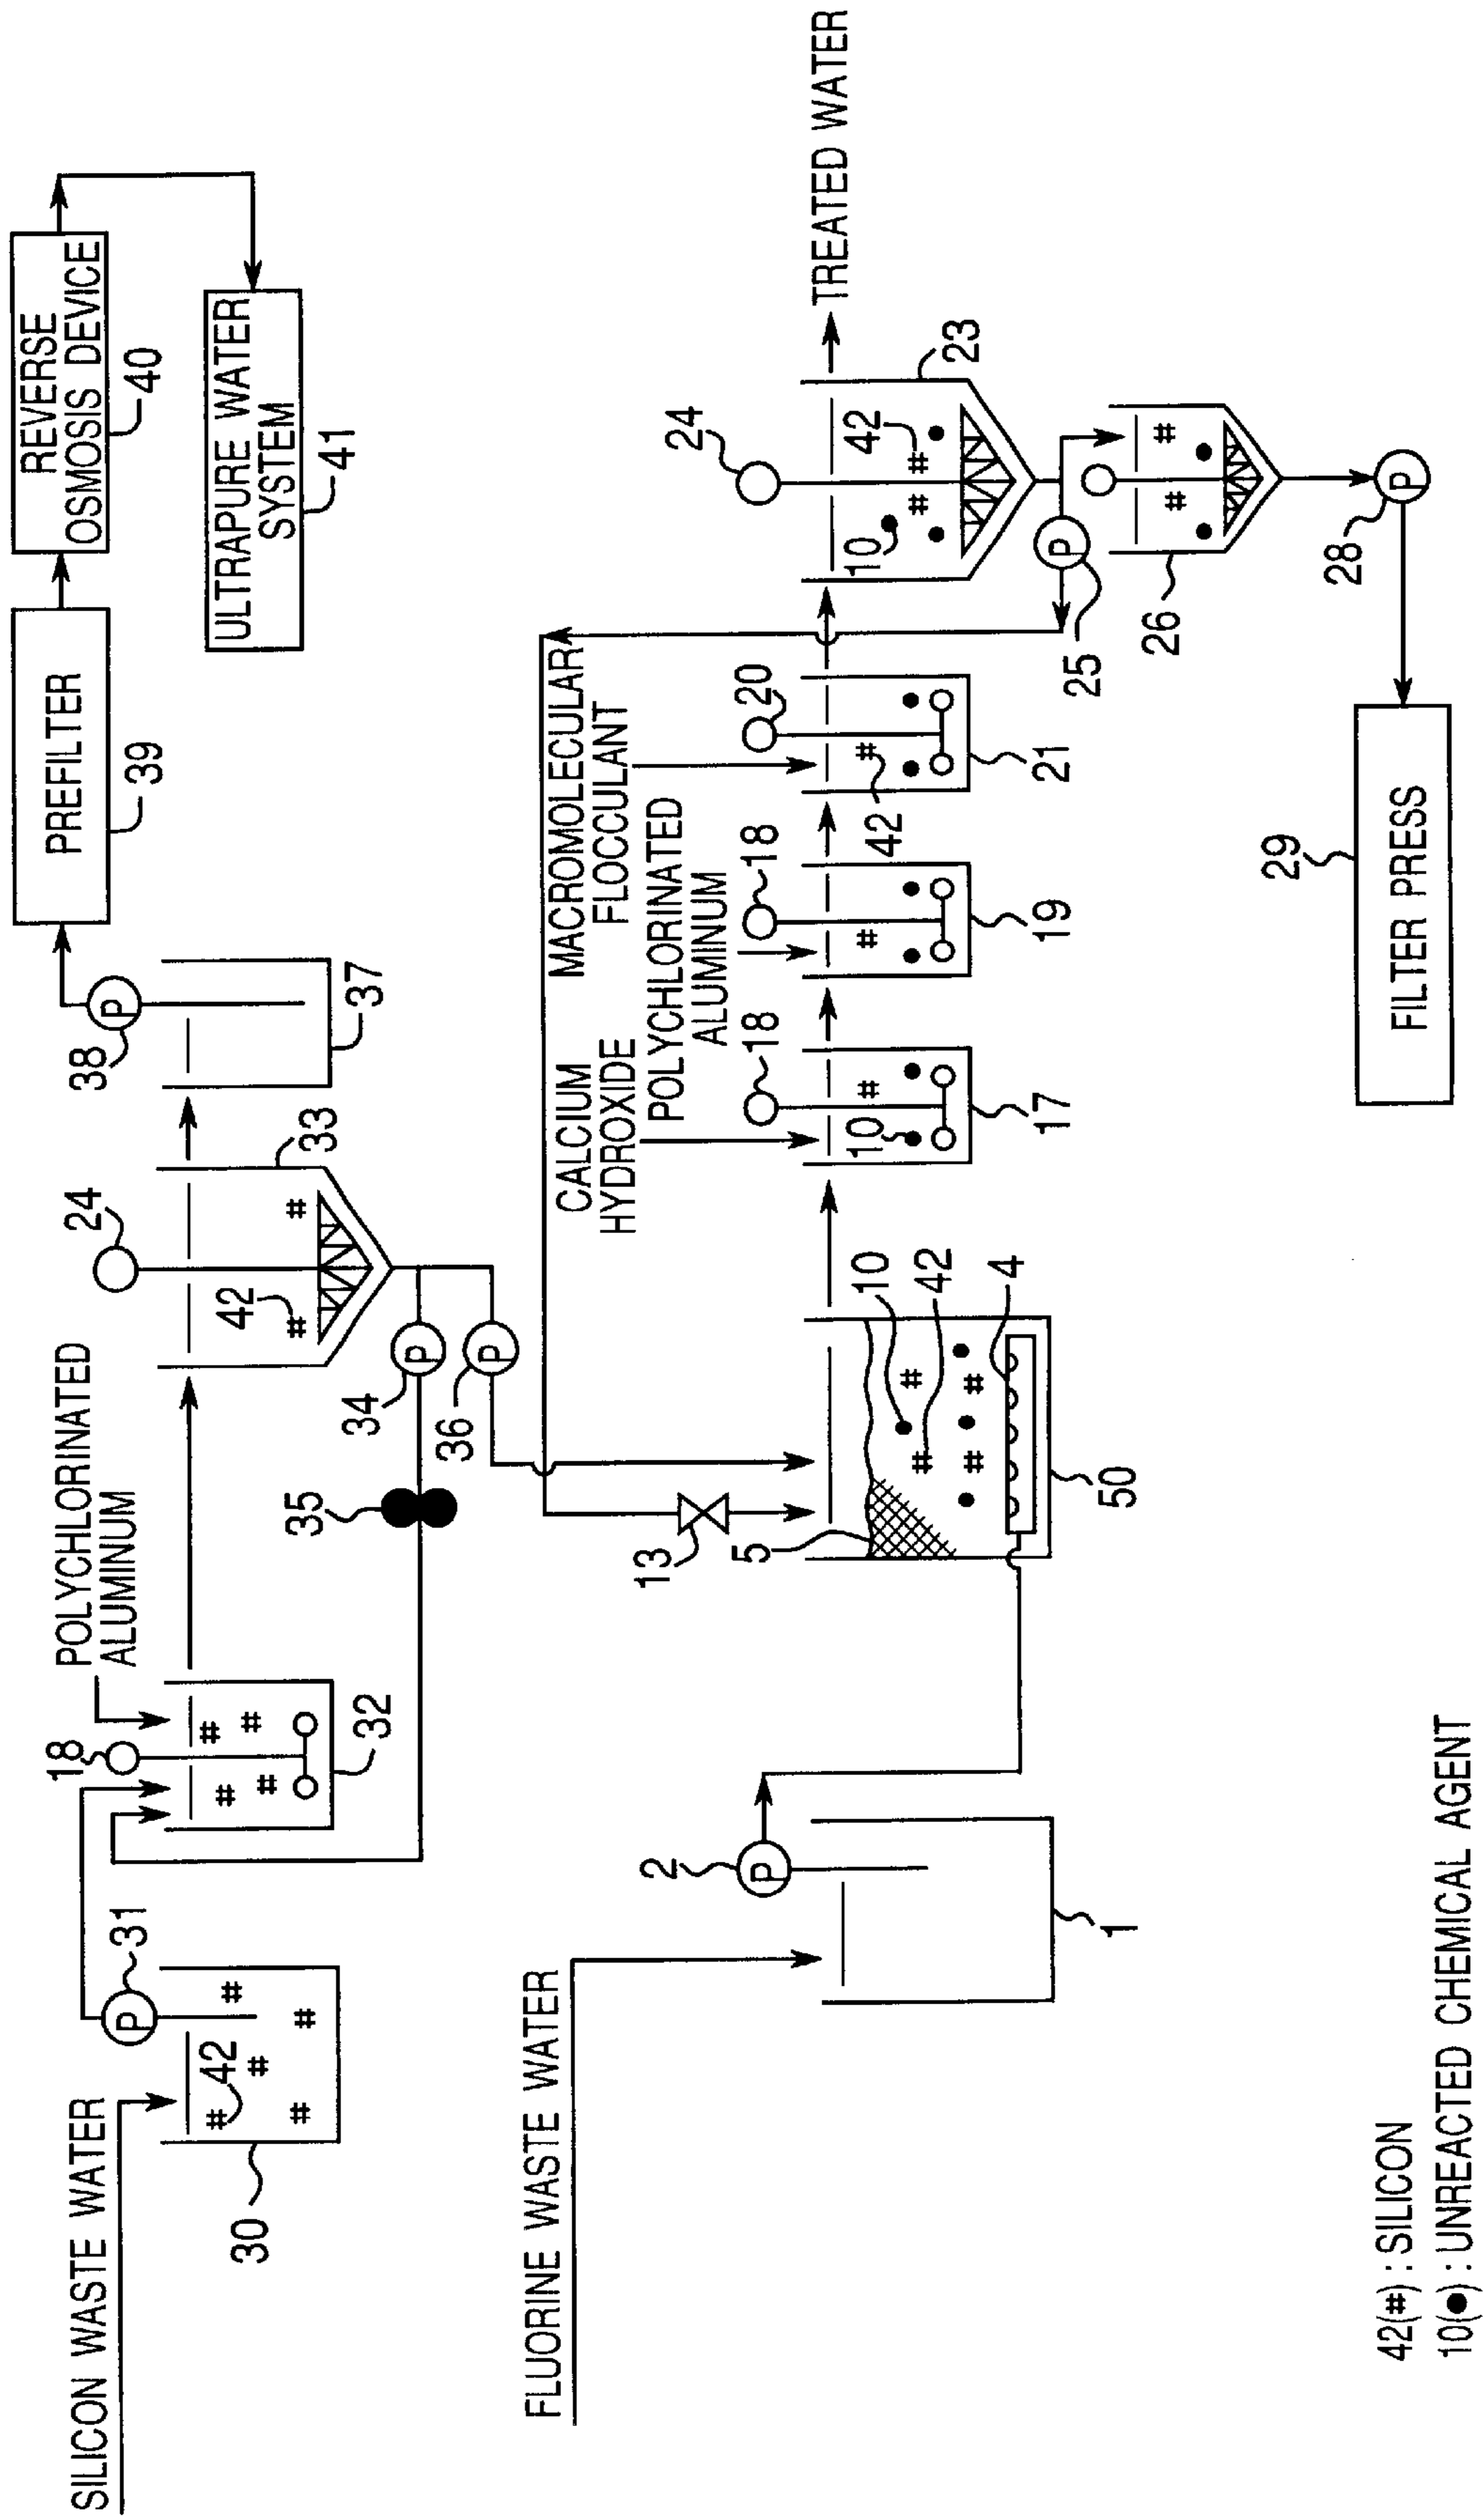 SILICON WASTE WATER
42
30
P
31
18
POLYCHLORINATED
ALUMINUM
32
35
P
34
P
36
24
42
33
P
38
37
PREFILTER
39
REVERSE
OSMOSIS DEVICE
40
ULTRAPURE WATER
SYSTEM
41
FLUORINE WASTE WATER
P
2
1
13
5
10
42
4
50
CALCIUM
HYDROXIDE
18
10
17
POLYCHLORINATED
ALUMINUM
18
19
MACROMOLECULAR
FLOCCULANT
20
42
21
24
10
42
23
TREATED WATER
P
25
26
P
28
FILTER PRESS
29
42(#) : SILICON
10(●) : UNREACTED CHEMICAL AGENT